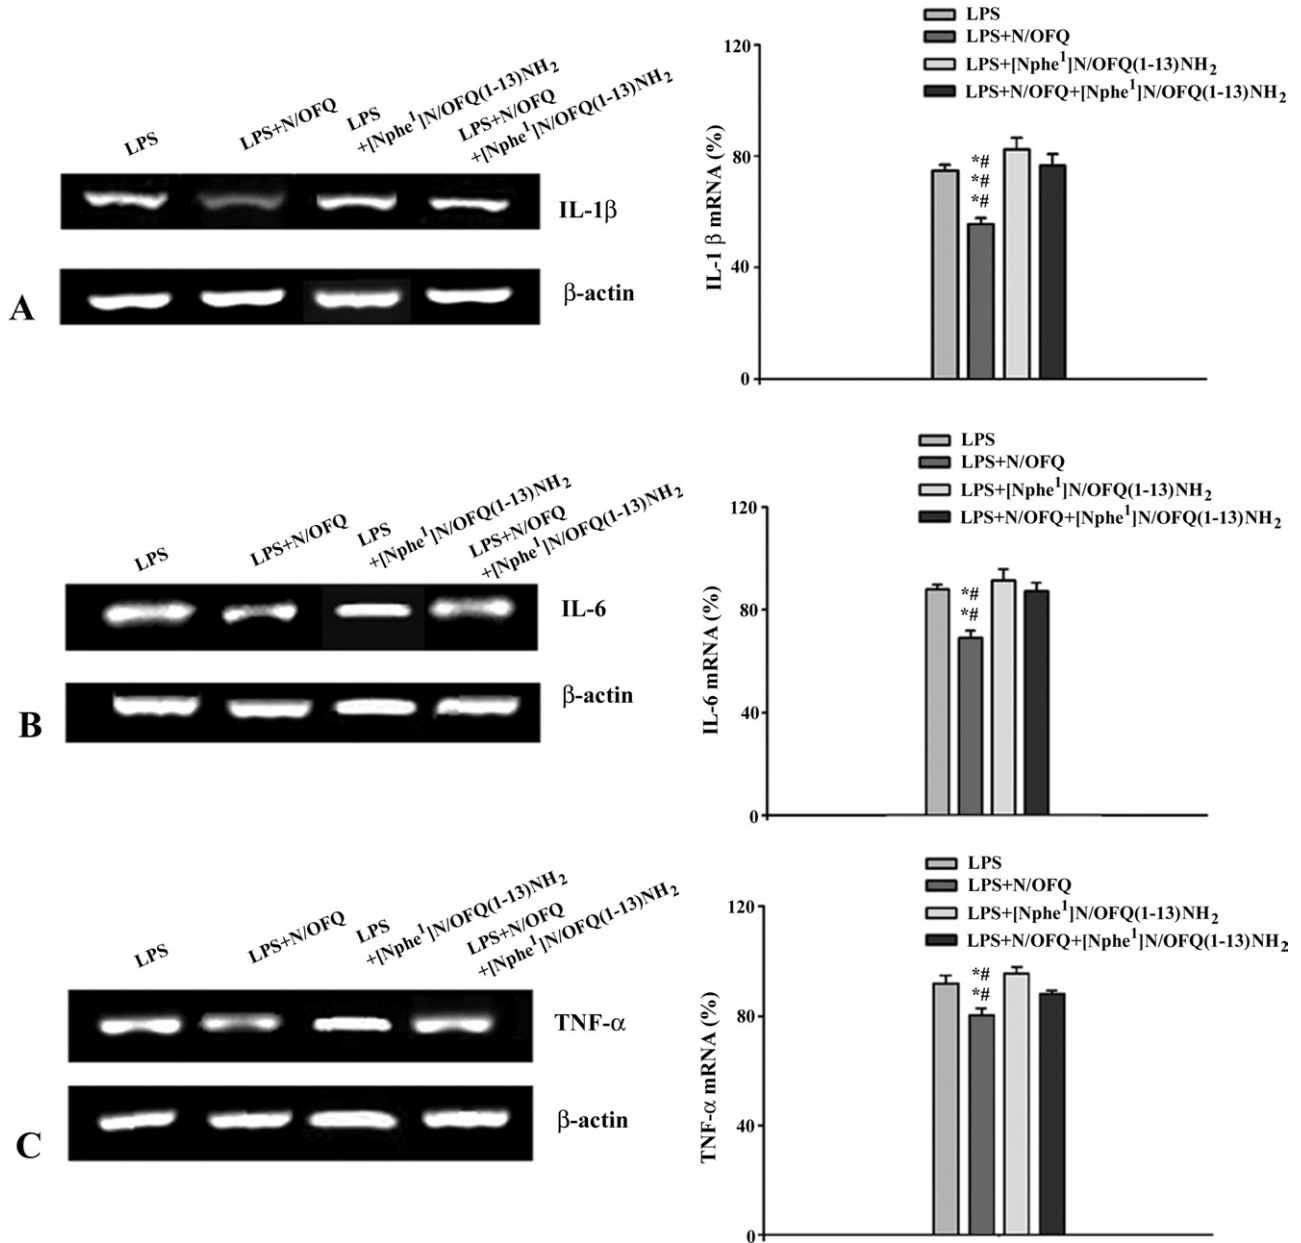 LPS
LPS+N/OFQ
LPS
+[Nphe1]N/OFQ(1-13)NH2
LPS+N/OFQ
+[Nphe1]N/OFQ(1-13)NH2
IL-1β
β-actin
A
LPS
LPS+N/OFQ
LPS+[Nphe1]N/OFQ(1-13)NH2
LPS+N/OFQ+[Nphe1]N/OFQ(1-13)NH2
IL-1 β mRNA (%)
120
80
40
0
*#
*#
*#
LPS
LPS+N/OFQ
LPS
+[Nphe1]N/OFQ(1-13)NH2
LPS+N/OFQ
+[Nphe1]N/OFQ(1-13)NH2
IL-6
β-actin
B
LPS
LPS+N/OFQ
LPS+[Nphe1]N/OFQ(1-13)NH2
LPS+N/OFQ+[Nphe1]N/OFQ(1-13)NH2
IL-6 mRNA (%)
120
80
40
0
*#
*#
LPS
LPS+N/OFQ
LPS
+[Nphe1]N/OFQ(1-13)NH2
LPS+N/OFQ
+[Nphe1]N/OFQ(1-13)NH2
TNF-α
β-actin
C
LPS
LPS+N/OFQ
LPS+[Nphe1]N/OFQ(1-13)NH2
LPS+N/OFQ+[Nphe1]N/OFQ(1-13)NH2
TNF-α mRNA (%)
120
80
40
0
*#
*#